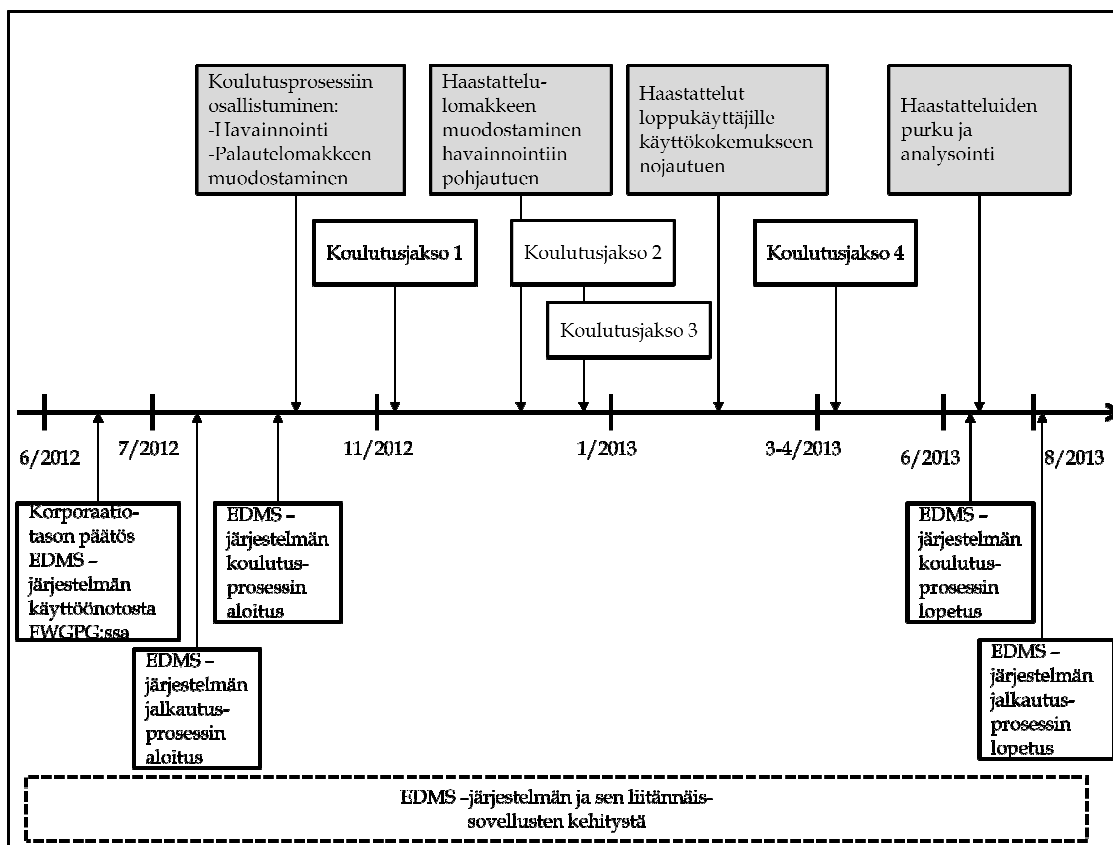 Koulutusprosessiin
osallistuminen:
-Havainnointi
-Palautelomakkeen
muodostaminen
Haastattelu-
lomakkeen
muodostaminen
havainnointiin
pohjautuen
Haastattelut
loppukäyttäjille
käyttökokemukseen
nojautuen
Haastatteluiden
purku ja
analysointi
Koulutusjakso 1
Koulutusjakso 2
Koulutusjakso 3
Koulutusjakso 4
6/2012
7/2012
11/2012
1/2013
3-4/2013
6/2013
8/2013
Korporaatio-
tason päätös
EDMS –
järjestelmän
käyttöönotosta
FWGPG:ssa
EDMS –
järjestelmän
jalkautus-
prosessin
aloitus
EDMS –
järjestelmän
koulutus-
prosessin
aloitus
EDMS –
järjestelmän
koulutus-
prosessin
lopetus
EDMS –
järjestelmän
jalkautus-
prosessin
lopetus
EDMS –järjestelmän ja sen liitännäis-
sovellusten kehitystä